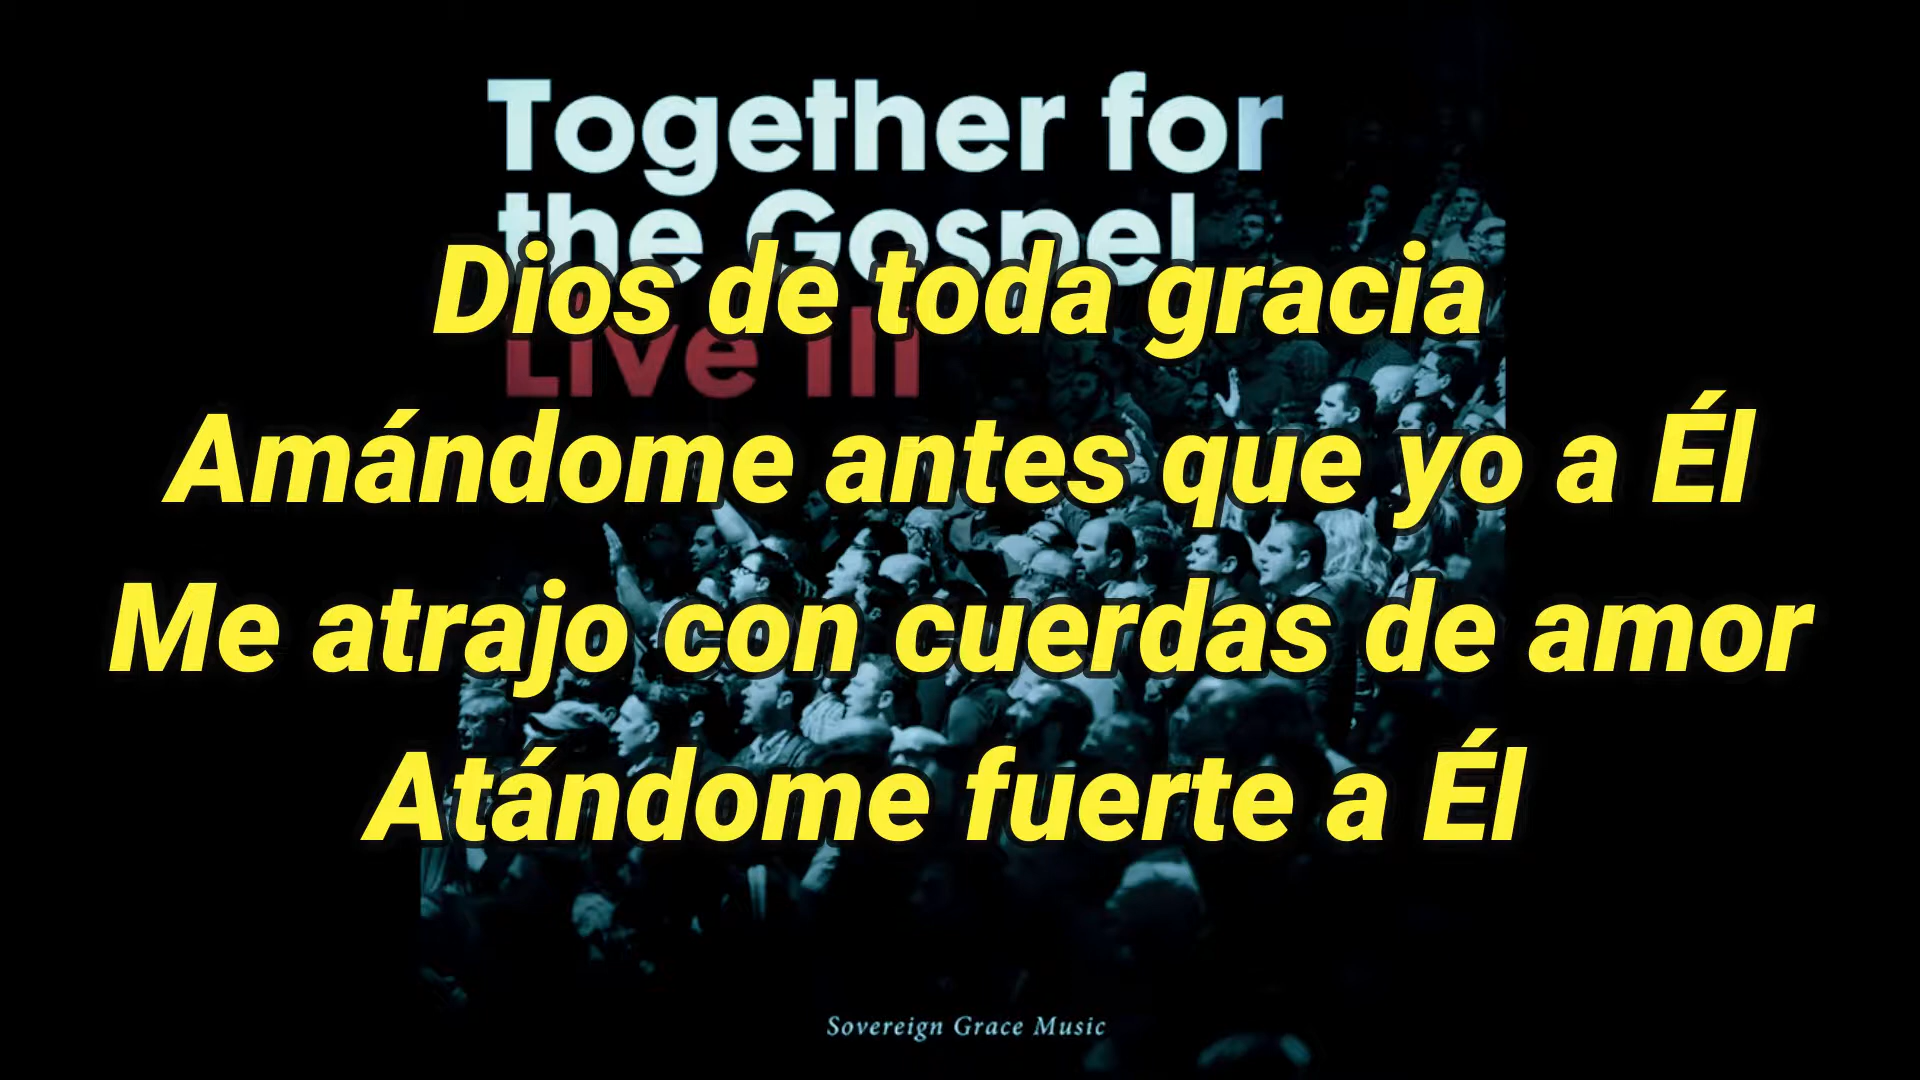 Together for
the Gospel
Dios de toda gracia
Live III
Amándome antes que yo a Él
Me atrajo con cuerdas de amor
Atándome fuerte a Él
Sovereign Grace Music